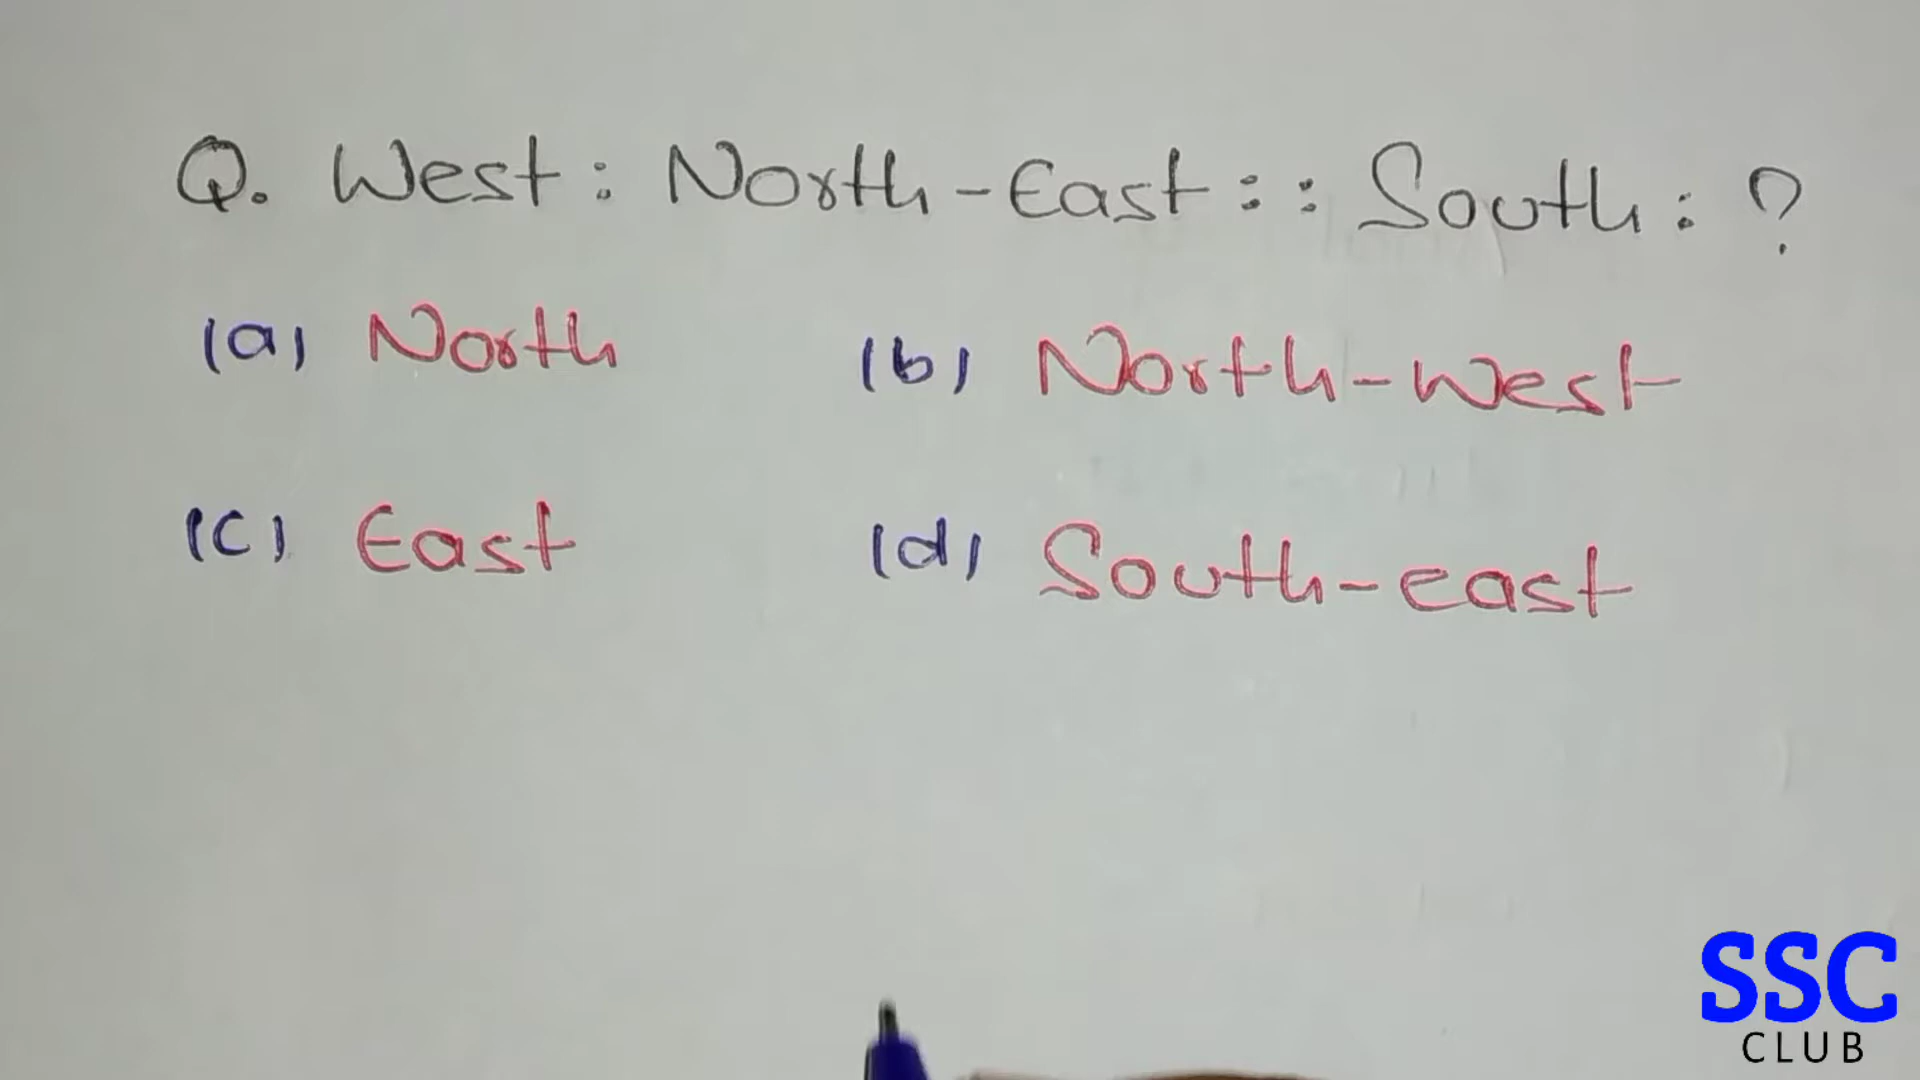 Q. West : North-East : : South : ?
(a) North (b) North-West
(c) East (d) South-east
SSC
CLUB